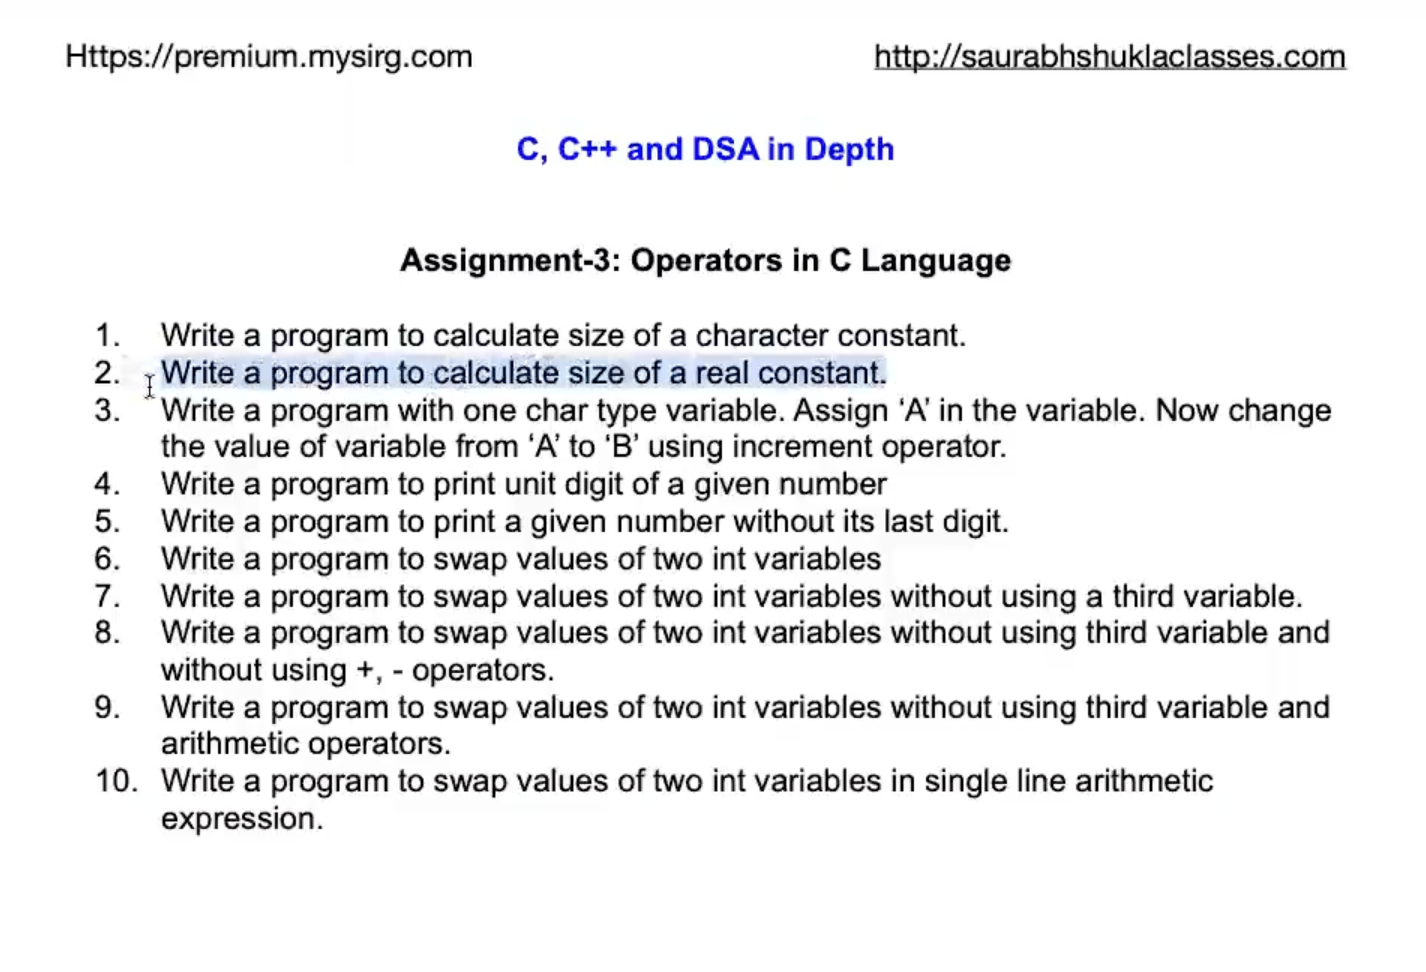 Https://premium.mysirg.com
http://saurabhshuklaclasses.com
C, C++ and DSA in Depth
Assignment-3: Operators in C Language
1. Write a program to calculate size of a character constant.
2. Write a program to calculate size of a real constant.
3. Write a program with one char type variable. Assign ‘A’ in the variable. Now change
the value of variable from ‘A’ to ‘B’ using increment operator.
4. Write a program to print unit digit of a given number
5. Write a program to print a given number without its last digit.
6. Write a program to swap values of two int variables
7. Write a program to swap values of two int variables without using a third variable.
8. Write a program to swap values of two int variables without using third variable and
without using +, - operators.
9. Write a program to swap values of two int variables without using third variable and
arithmetic operators.
10. Write a program to swap values of two int variables in single line arithmetic
expression.